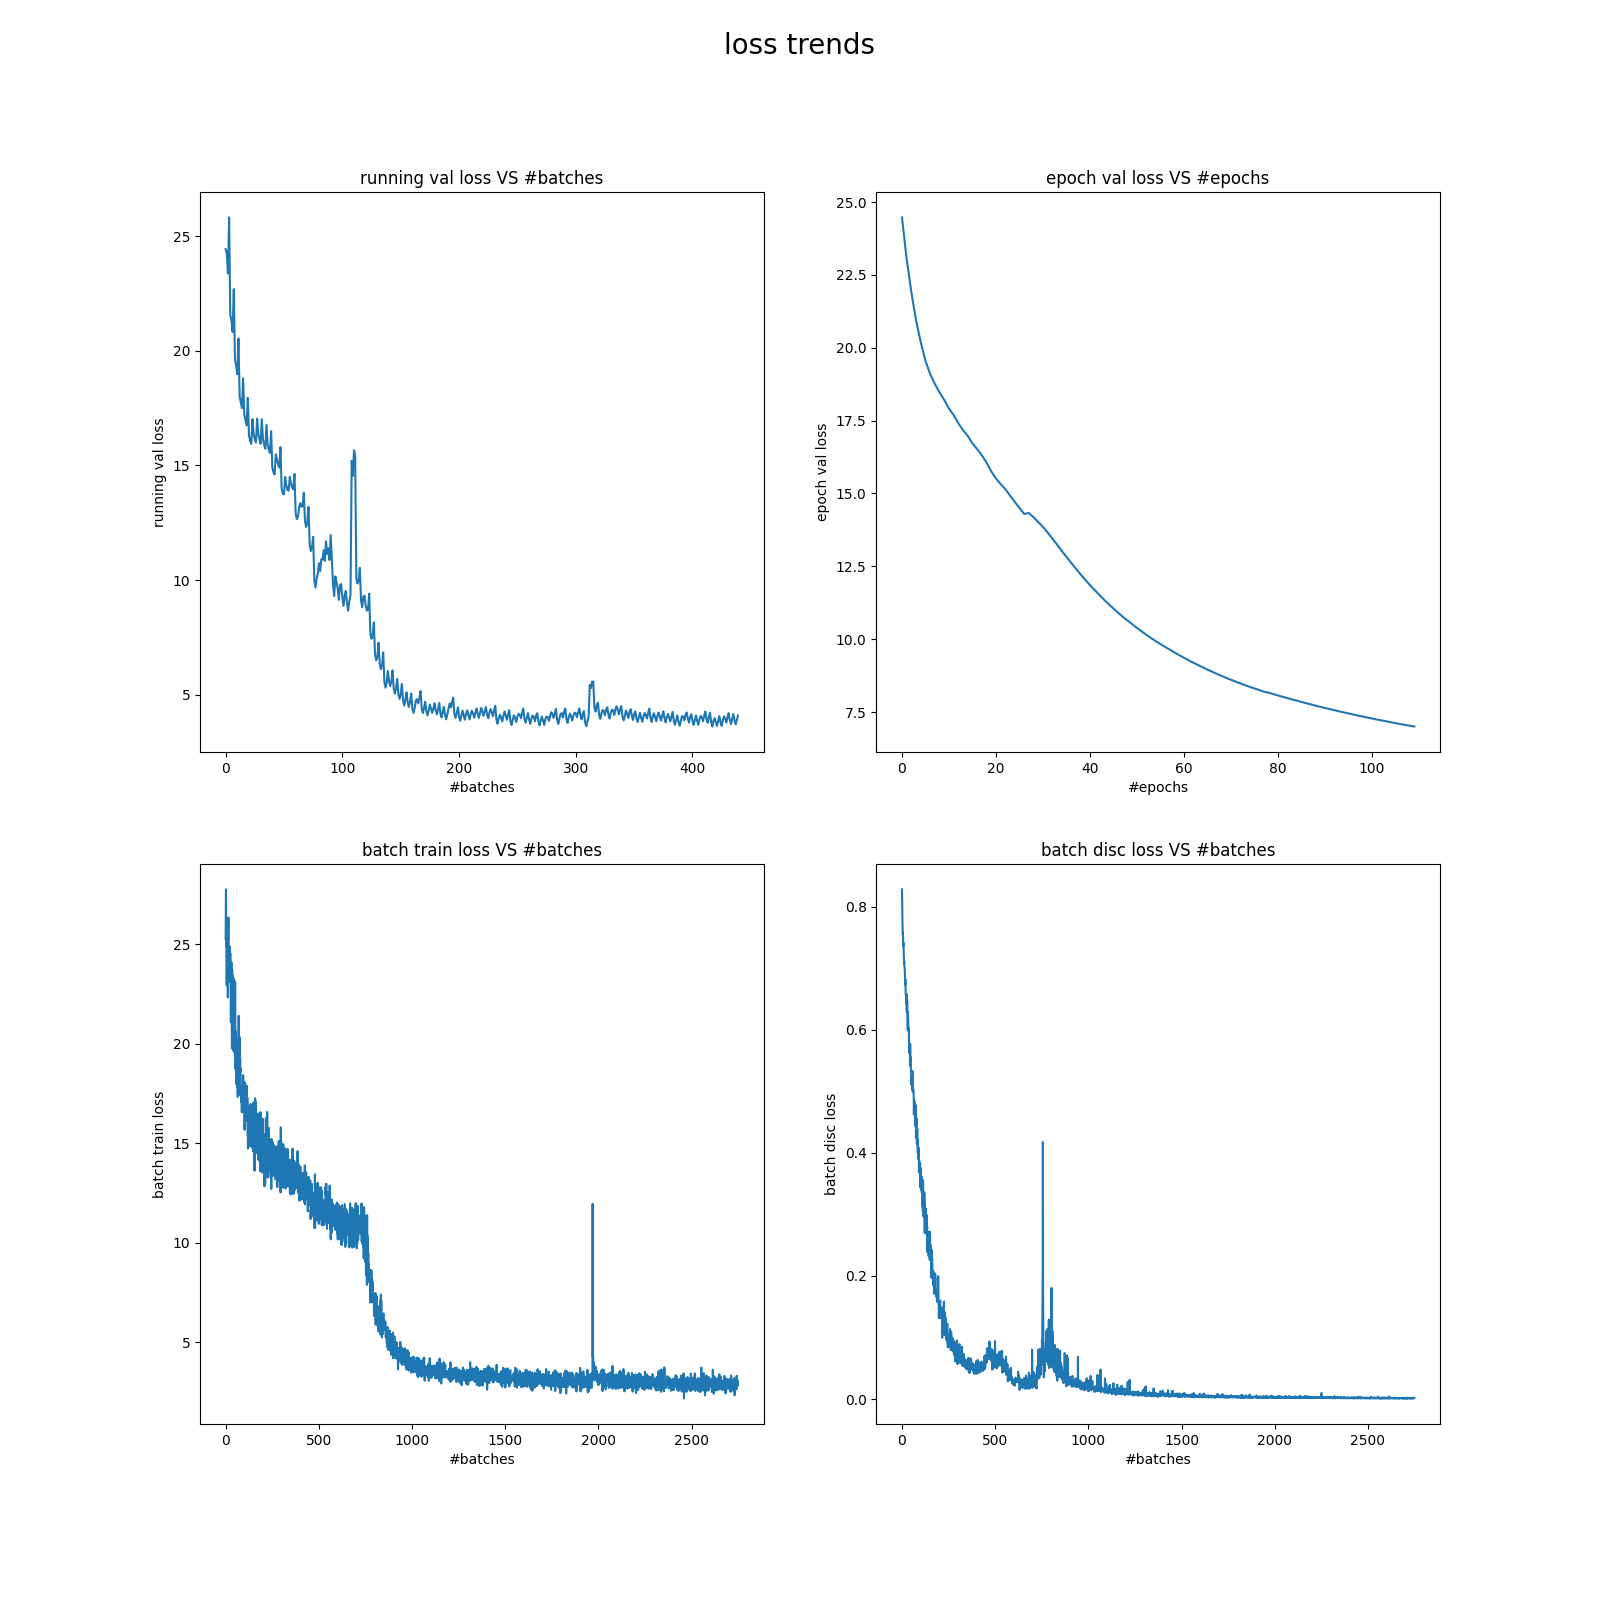 loss trends
running val loss VS #batches
25
20
15
10
5
running val loss
0 100 200 300 400
#batches
epoch val loss VS #epochs
25.0
22.5
20.0
17.5
15.0
12.5
10.0
7.5
epoch val loss
0 20 40 60 80 100
#epochs
batch train loss VS #batches
25
20
15
10
5
batch train loss
0 500 1000 1500 2000 2500
#batches
batch disc loss VS #batches
0.8
0.6
0.4
0.2
0.0
batch disc loss
0 500 1000 1500 2000 2500
#batches